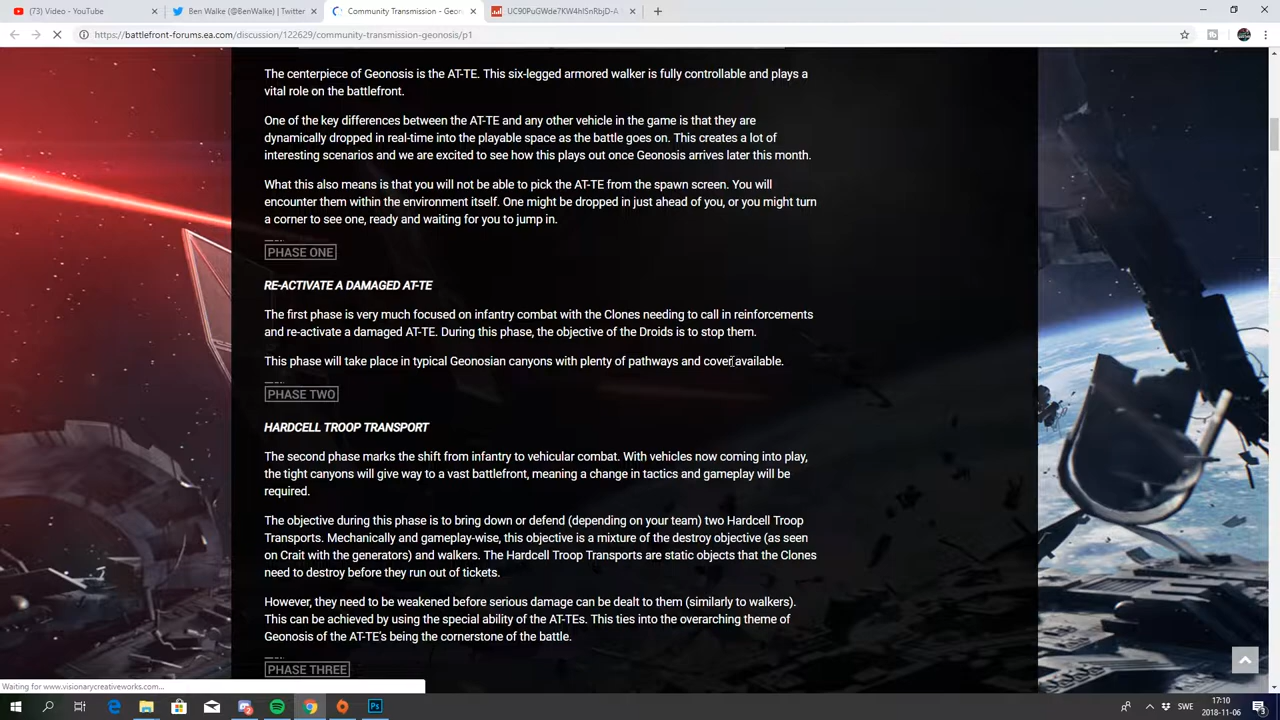 (73) Video - YouTube
Ben Walke (@BenWalke) | Twitter
Community Transmission - Geon
UC90PuGWde7KW4hISnRbjD-A
https://battlefront-forums.ea.com/discussion/122629/community-transmission-geonosis/p1
The centerpiece of Geonosis is the AT-TE. This six-legged armored walker is fully controllable and plays a
vital role on the battlefront.
One of the key differences between the AT-TE and any other vehicle in the game is that they are
dynamically dropped in real-time into the playable space as the battle goes on. This creates a lot of
interesting scenarios and we are excited to see how this plays out once Geonosis arrives later this month.
What this also means is that you will not be able to pick the AT-TE from the spawn screen. You will
encounter them within the environment itself. One might be dropped in just ahead of you, or you might turn
a corner to see one, ready and waiting for you to jump in.
PHASE ONE
RE-ACTIVATE A DAMAGED AT-TE
The first phase is very much focused on infantry combat with the Clones needing to call in reinforcements
and re-activate a damaged AT-TE. During this phase, the objective of the Droids is to stop them.
This phase will take place in typical Geonosian canyons with plenty of pathways and cover available.
PHASE TWO
HARDCELL TROOP TRANSPORT
The second phase marks the shift from infantry to vehicular combat. With vehicles now coming into play,
the tight canyons will give way to a vast battlefront, meaning a change in tactics and gameplay will be
required.
The objective during this phase is to bring down or defend (depending on your team) two Hardcell Troop
Transports. Mechanically and gameplay-wise, this objective is a mixture of the destroy objective (as seen
on Crait with the generators) and walkers. The Hardcell Troop Transports are static objects that the Clones
need to destroy before they run out of tickets.
However, they need to be weakened before serious damage can be dealt to them (similarly to walkers).
This can be achieved by using the special ability of the AT-TEs. This ties into the overarching theme of
Geonosis of the AT-TE's being the cornerstone of the battle.
PHASE THREE
Waiting for www.visionarycreativeworks.com...
SWE
17:10
2018-11-06